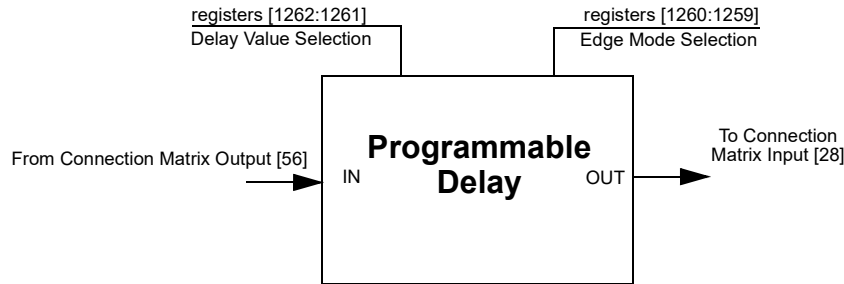 registers [1262:1261]
Delay Value Selection
registers [1260:1259]
Edge Mode Selection
From Connection Matrix Output [56]
IN
Programmable
Delay
OUT
To Connection
Matrix Input [28]